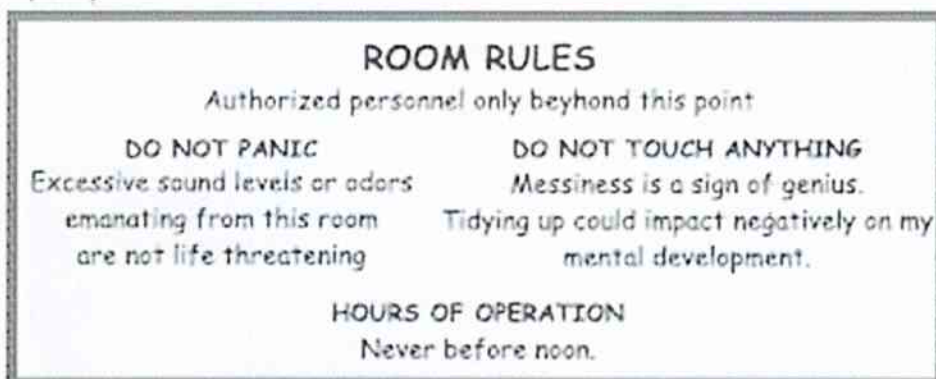 ROOM RULES
Authorized personnel only beyhond this point
DO NOT PANIC
Excessive sound levels or odors
emanating from this room
are not life threatening
DO NOT TOUCH ANYTHING
Messiness is a sign of genius.
Tidying up could impact negatively on my
mental development.
HOURS OF OPERATION
Never before noon.